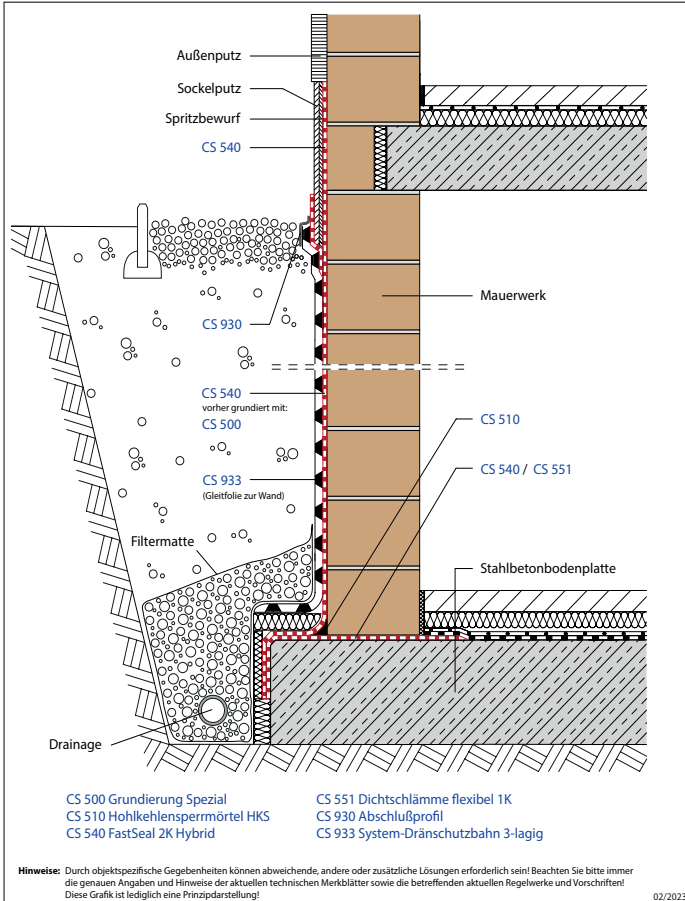 Außenputz
Sockelputz
Spritzbewurf
CS 540
Mauerwerk
CS 930
CS 540
vorher grundiert mit:
CS 500
CS 510
CS 540 / CS 551
CS 933
(Gleitfolie zur Wand)
Filtermatte
Stahlbetonbodenplatte
Drainage
CS 500 Grundierung Spezial
CS 510 Hohlkehlensperrmörtel HKS
CS 540 FastSeal 2K Hybrid
CS 551 Dichtschlämme flexibel 1K
CS 930 Abschlußprofil
CS 933 System-Dränschutzbahn 3-lagig
Hinweise: Durch objektspezifische Gegebenheiten können abweichende, andere oder zusätzliche Lösungen erforderlich sein! Beachten Sie bitte immer
die genauen Angaben und Hinweise der aktuellen technischen Merkblätter sowie die betreffenden aktuellen Regelwerke und Vorschriften!
Diese Grafik ist lediglich eine Prinzipdarstellung!
02/2023